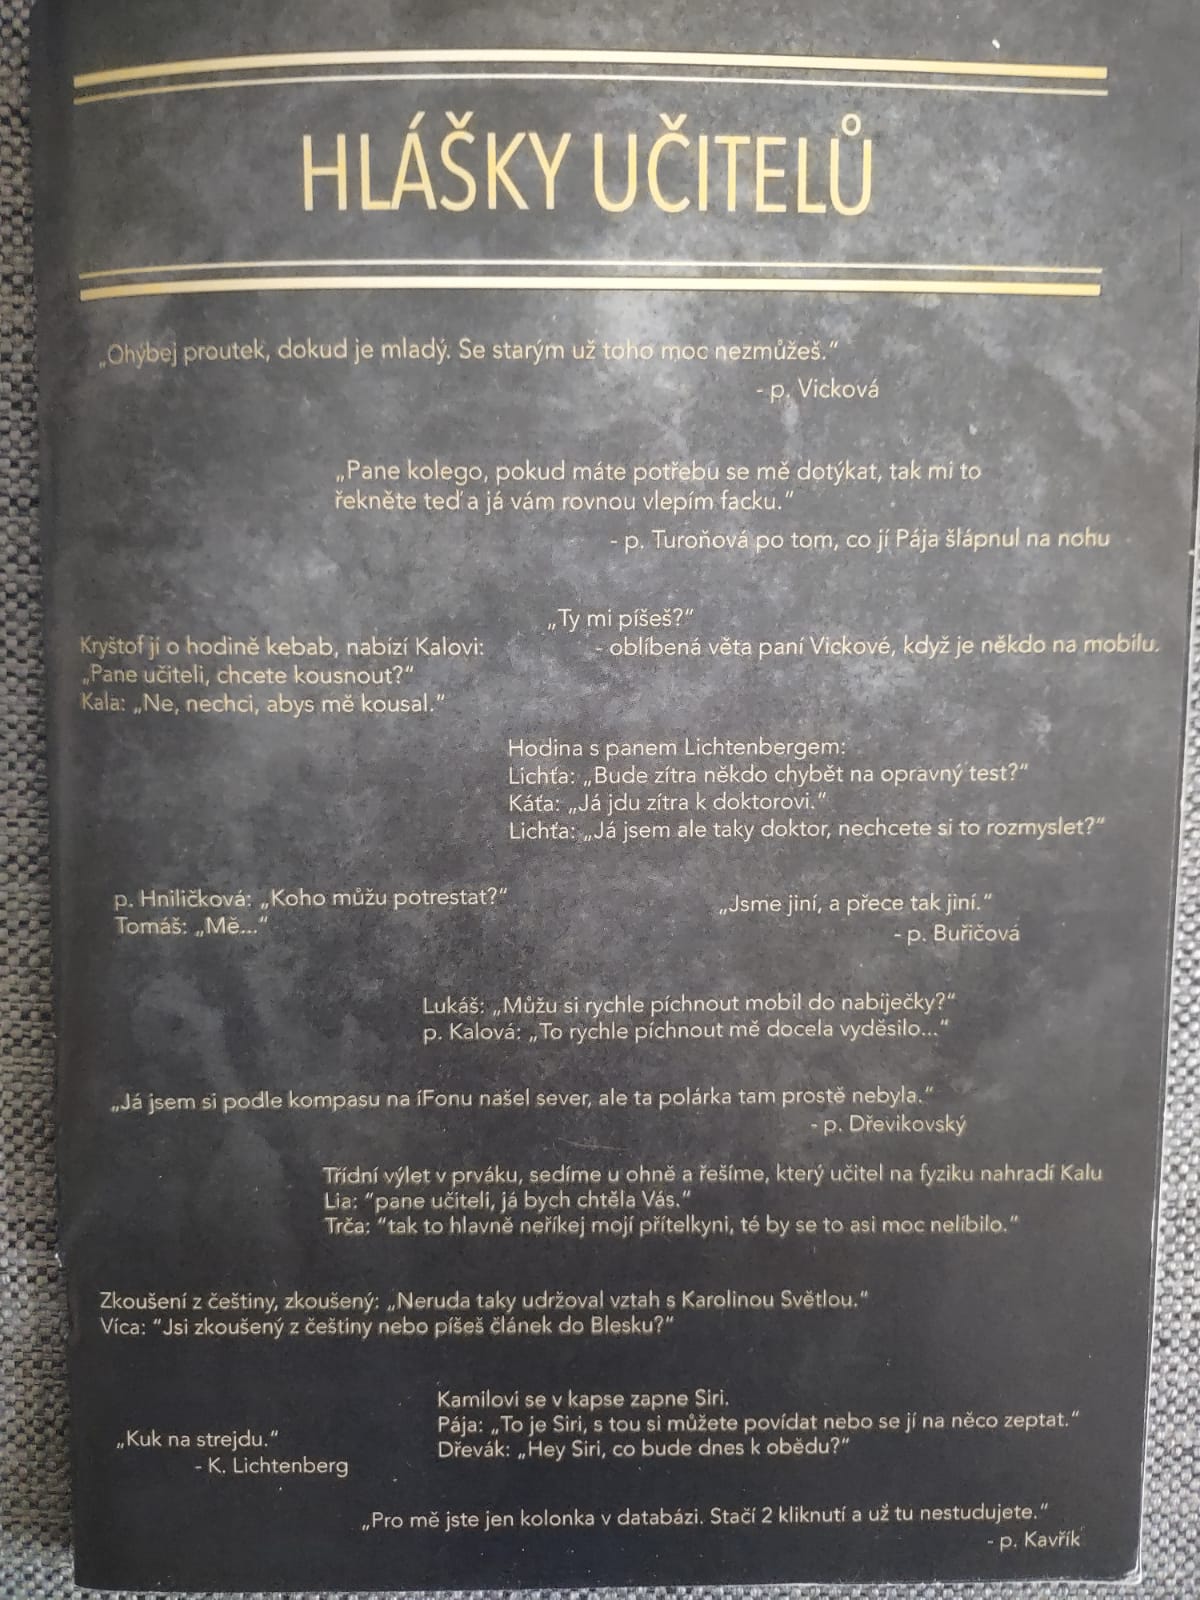 HLÁŠKY UČITELŮ
„Ohýbej proutek, dokud je mladý. Se starým už toho moc nezmůžeš.“
- p. Vicková
„Pane kolego, pokud máte potřebu se mě dotýkat, tak mi to
řekněte teď a já vám rovnou vlepím facku.“
- p. Turoňová po tom, co jí Pája šlápnul na nohu
„Ty mi píšeš?“
- oblíbená věta paní Vickové, když je někdo na mobilu.
Kryštof jí o hodině kebab, nabízí Kalovi:
„Pane učiteli, chcete kousnout?“
Kala: „Ne, nechci, abys mě kousal.“
Hodina s panem Lichtenbergem:
Lichťa: „Bude zítra někdo chybět na opravný test?“
Káťa: „Já jdu zítra k doktorovi.“
Lichťa: „Já jsem ale taky doktor, nechcete si to rozmyslet?“
p. Hniličková: „Koho můžu potrestat?“
Tomáš: „Mě...“
„Jsme jiní, a přece tak jiní.“
- p. Buřičová
Lukáš: „Můžu si rychle píchnout mobil do nabíječky?“
p. Kalová: „To rychle píchnout mě docela vyděsilo...“
„Já jsem si podle kompasu na íFonu našel sever, ale ta polárka tam prostě nebyla.“
- p. Dřevikovský
Třídní výlet v prváku, sedíme u ohně a řešíme, který učitel na fyziku nahradí Kalu
Lia: “pane učiteli, já bych chtěla Vás.“
Trča: “tak to hlavně neříkej mojí přítelkyni, té by se to asi moc nelíbilo.“
Zkoušení z češtiny, zkoušený: „Neruda taky udržoval vztah s Karolinou Světlou.“
Víca: “Jsi zkoušený z češtiny nebo píšeš článek do Blesku?“
Kamilovi se v kapse zapne Siri.
Pája: „To je Siri, s tou si můžete povídat nebo se jí na něco zeptat.“
Dřevák: „Hey Siri, co bude dnes k obědu?“
„Kuk na strejdu.“
- K. Lichtenberg
„Pro mě jste jen kolonka v databázi. Stačí 2 kliknutí a už tu nestudujete.“
- p. Kavřík